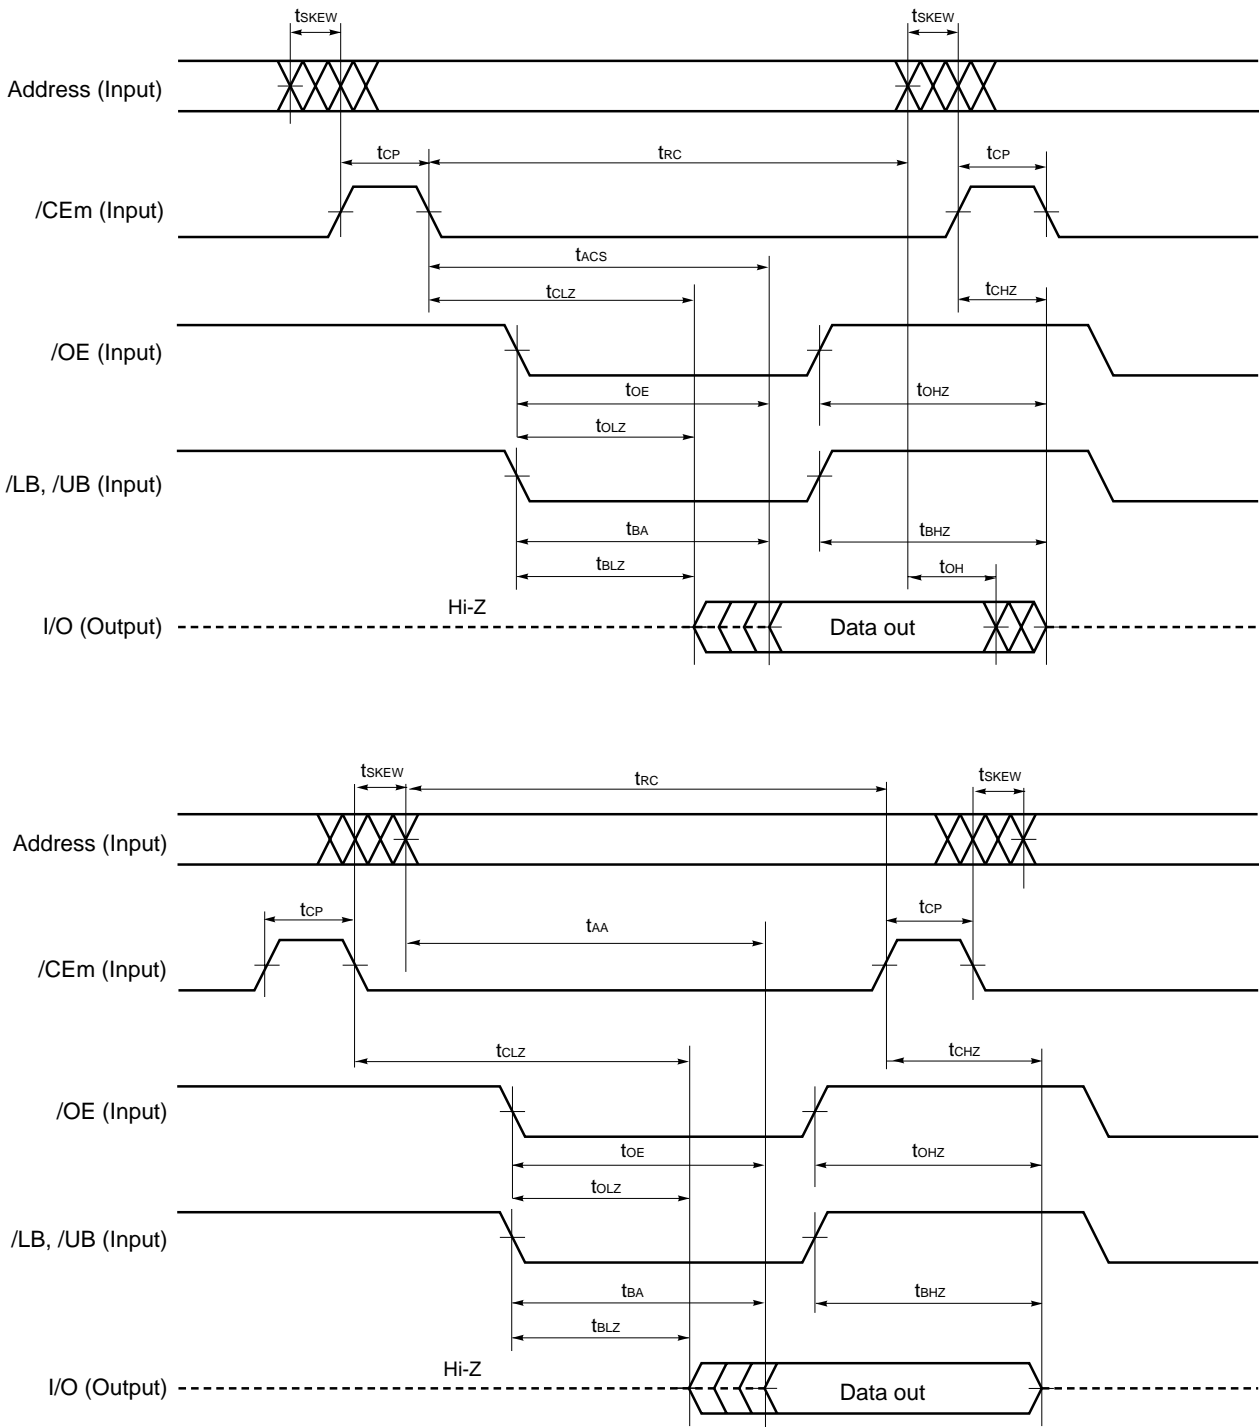 tSKEW tSKEW
Address (Input)
tCP tRC tCP
/CEm (Input)
tACS
tCLZ tCHZ
/OE (Input)
tOE tOHZ
tOLZ
/LB, /UB (Input)
tBA tBHZ
tBLZ tOH
Hi-Z
I/O (Output) Data out
tSKEW tRC tSKEW
Address (Input)
tCP tAA tCP
/CEm (Input)
tCLZ tCHZ
/OE (Input)
tOE tOHZ
tOLZ
/LB, /UB (Input)
tBA tBHZ
tBLZ
Hi-Z
I/O (Output) Data out